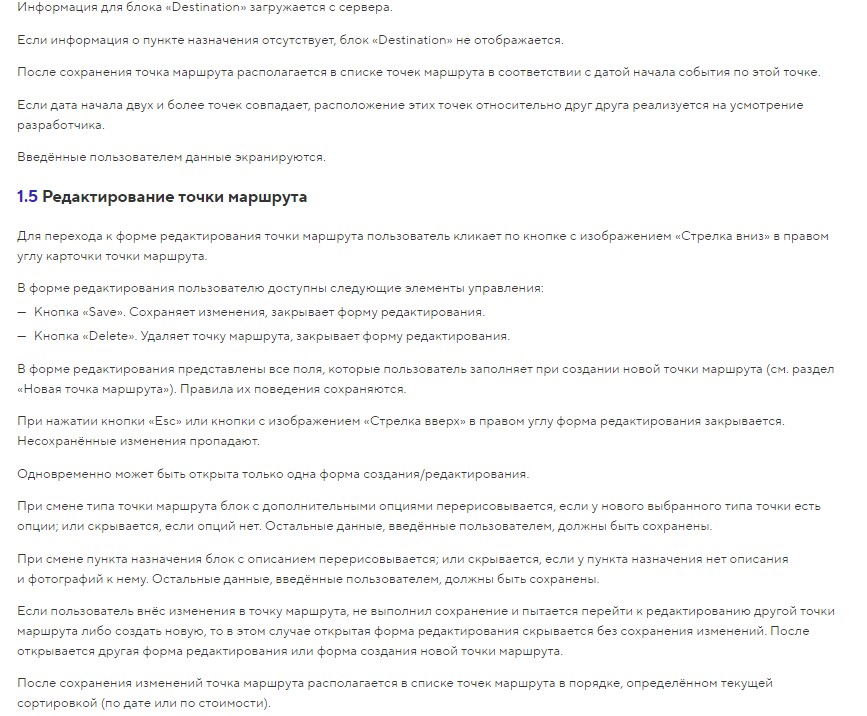 Информация для блока «Destination» загружается с сервера.
Если информация о пункте назначения отсутствует, блок «Destination» не отображается.
После сохранения точка маршрута располагается в списке точек маршрута в соответствии с датой начала события по этой точке.
Если дата начала двух и более точек совпадает, расположение этих точек относительно друг друга реализуется на усмотрение
разработчика.
Введённые пользователем данные экранируются.
1.5 Редактирование точки маршрута
Для перехода к форме редактирования точки маршрута пользователь кликает по кнопке с изображением «Стрелка вниз» в правом
углу карточки точки маршрута.
В форме редактирования пользователю доступны следующие элементы управления:
— Кнопка «Save». Сохраняет изменения, закрывает форму редактирования.
— Кнопка «Delete». Удаляет точку маршрута, закрывает форму редактирования.
В форме редактирования представлены все поля, которые пользователь заполняет при создании новой точки маршрута (см. раздел
«Новая точка маршрута»). Правила их поведения сохраняются.
При нажатии кнопки «Esc» или кнопки с изображением «Стрелка вверх» в правом углу форма редактирования закрывается.
Несохранённые изменения пропадают.
Одновременно может быть открыта только одна форма создания/редактирования.
При смене типа точки маршрута блок с дополнительными опциями перерисовывается, если у нового выбранного типа точки есть
опции; или скрывается, если опций нет. Остальные данные, введённые пользователем, должны быть сохранены.
При смене пункта назначения блок с описанием перерисовывается; или скрывается, если у пункта назначения нет описания
и фотографий к нему. Остальные данные, введённые пользователем, должны быть сохранены.
Если пользователь внёс изменения в точку маршрута, не выполнил сохранение и пытается перейти к редактированию другой точки
маршрута либо создать новую, то в этом случае открытая форма редактирования скрывается без сохранения изменений. После
открывается другая форма редактирования или форма создания новой точки маршрута.
После сохранения изменений точка маршрута располагается в списке точек маршрута в порядке, определённом текущей
сортировкой (по дате или по стоимости).